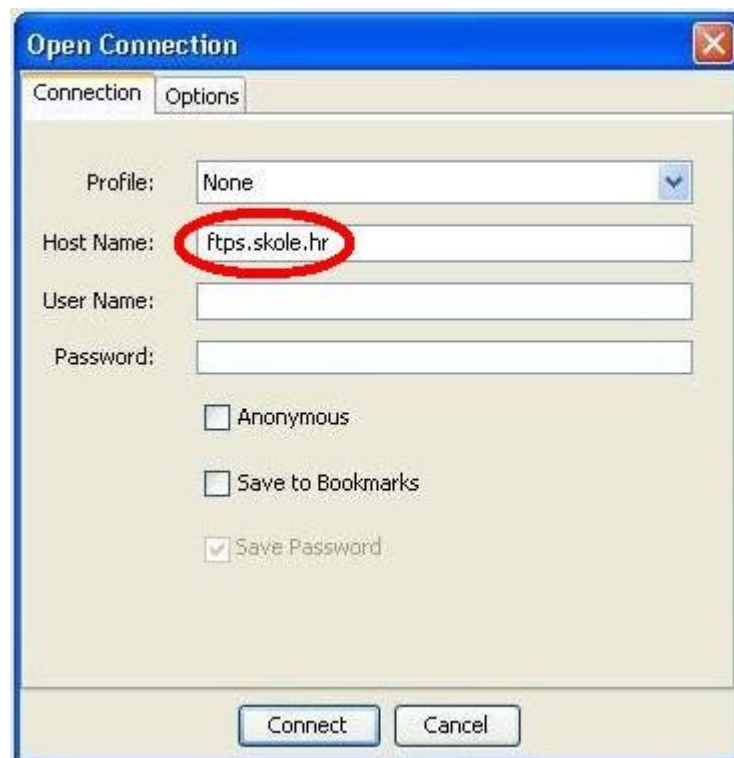 Open Connection
Connection Options
Profile: None
Host Name: ftps.skole.hr
User Name:
Password:
Anonymous
Save to Bookmarks
Save Password
Connect Cancel